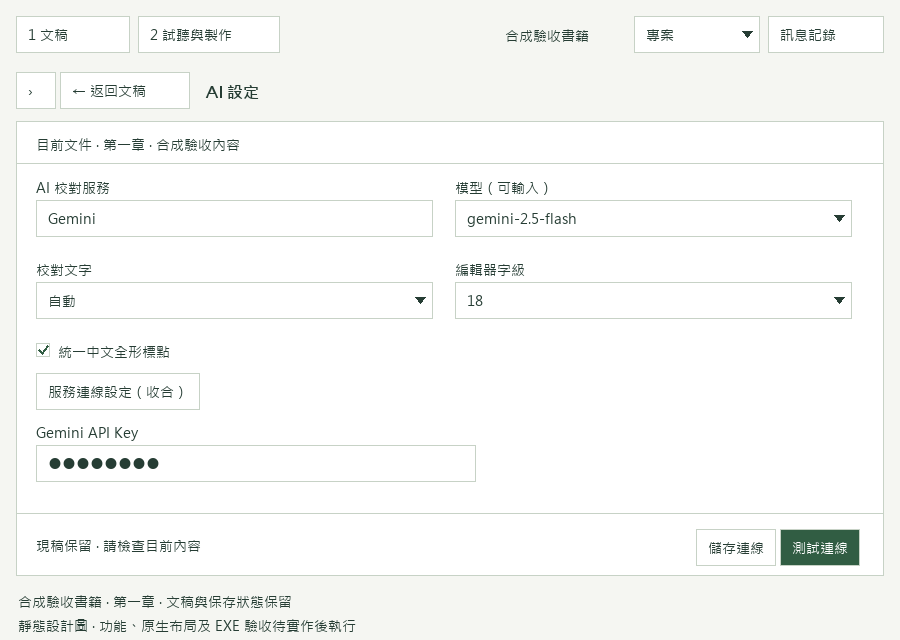 1 文稿
2 試聽與製作
合成驗收書籍
專案
訊息記錄
›
← 返回文稿
AI 設定
目前文件 · 第一章 · 合成驗收內容
AI 校對服務
模型（可輸入）
Gemini
gemini-2.5-flash
校對文字
編輯器字級
自動
18
統一中文全形標點
服務連線設定（收合）
Gemini API Key
●●●●●●●●
現稿保留 · 請檢查目前內容
儲存連線
測試連線
合成驗收書籍 · 第一章 · 文稿與保存狀態保留
靜態設計圖 · 功能、原生布局及 EXE 驗收待實作後執行